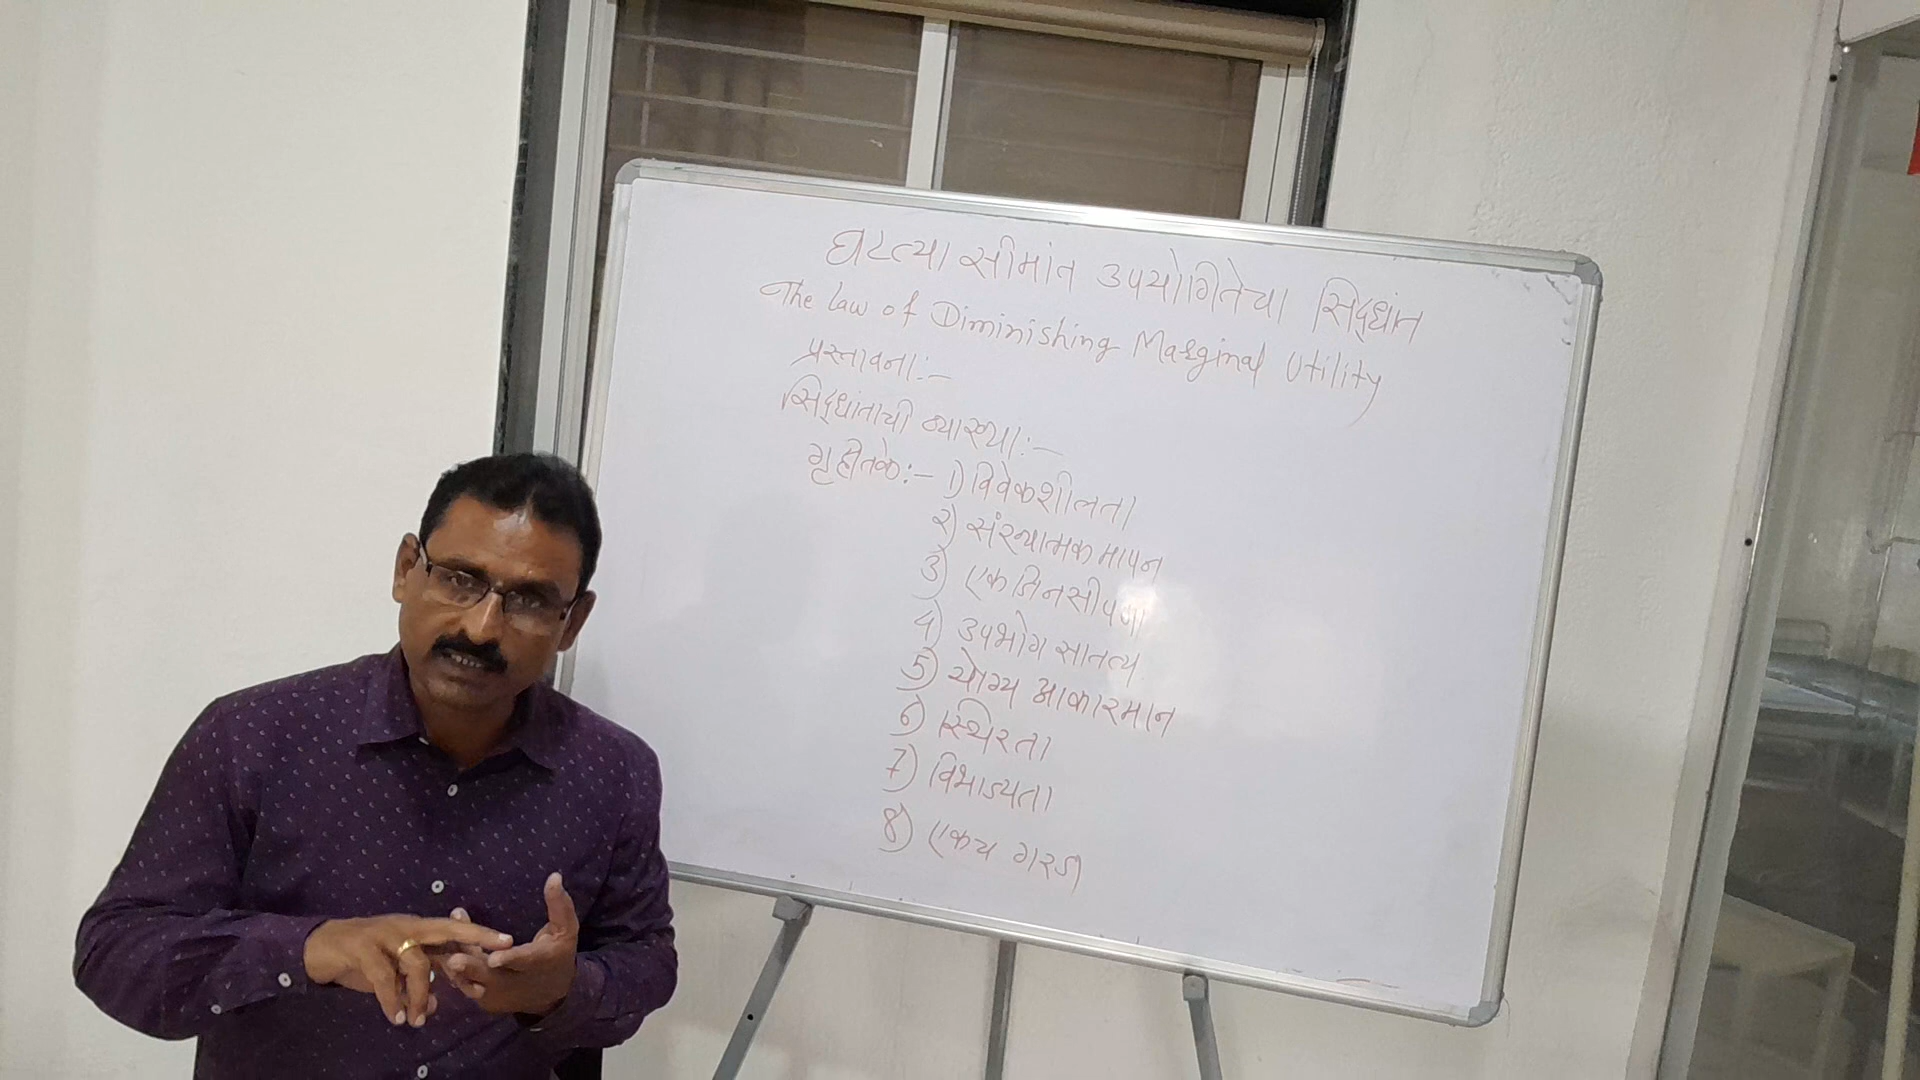 घटत्या सीमांत उपयोगितेचा सिद्धांत
The Law of Diminishing Marginal Utility
प्रस्तावना:-
सिद्धांताची व्याख्या:-
गृहीतके:- 1) विवेकशीलता
२) संख्यात्मक मापन
3) एकजिनसीपणा
4) उपभोग सातत्य
5) योग्य आकारमान
6) स्थिरता
7) विभाज्यता
8) एकच गरज